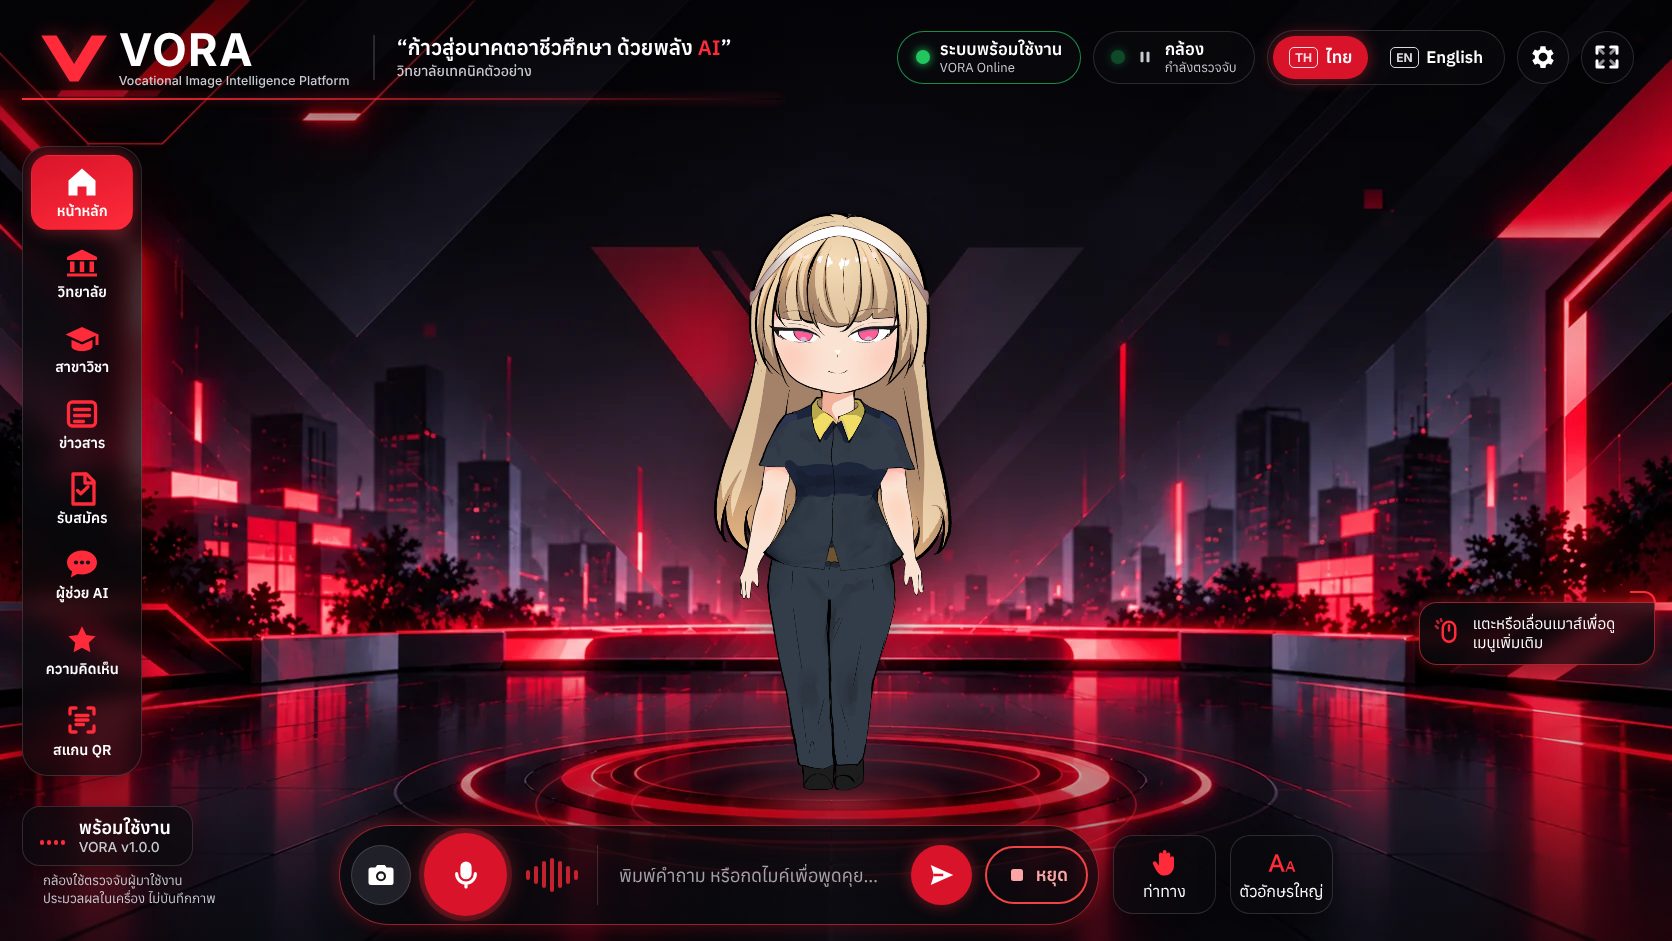 VORA
Vocational Image Intelligence Platform
“ก้าวสู่อนาคตอาชีวศึกษา ด้วยพลัง AI”
วิทยาลัยเทคนิคตัวอย่าง
ระบบพร้อมใช้งาน
VORA Online
กล้อง
กำลังตรวจจับ
TH ไทย
EN English
หน้าหลัก
วิทยาลัย
สาขาวิชา
ข่าวสาร
รับสมัคร
ผู้ช่วย AI
ความคิดเห็น
สแกน QR
แตะหรือเลื่อนเมาส์เพื่อดู
เมนูเพิ่มเติม
พร้อมใช้งาน
VORA v1.0.0
กล้องใช้ตรวจจับผู้มาใช้งาน
ประมวลผลในเครื่อง ไม่บันทึกภาพ
พิมพ์คำถาม หรือกดไมค์เพื่อพูดคุย...
หยุด
ท่าทาง
AA
ตัวอักษรใหญ่